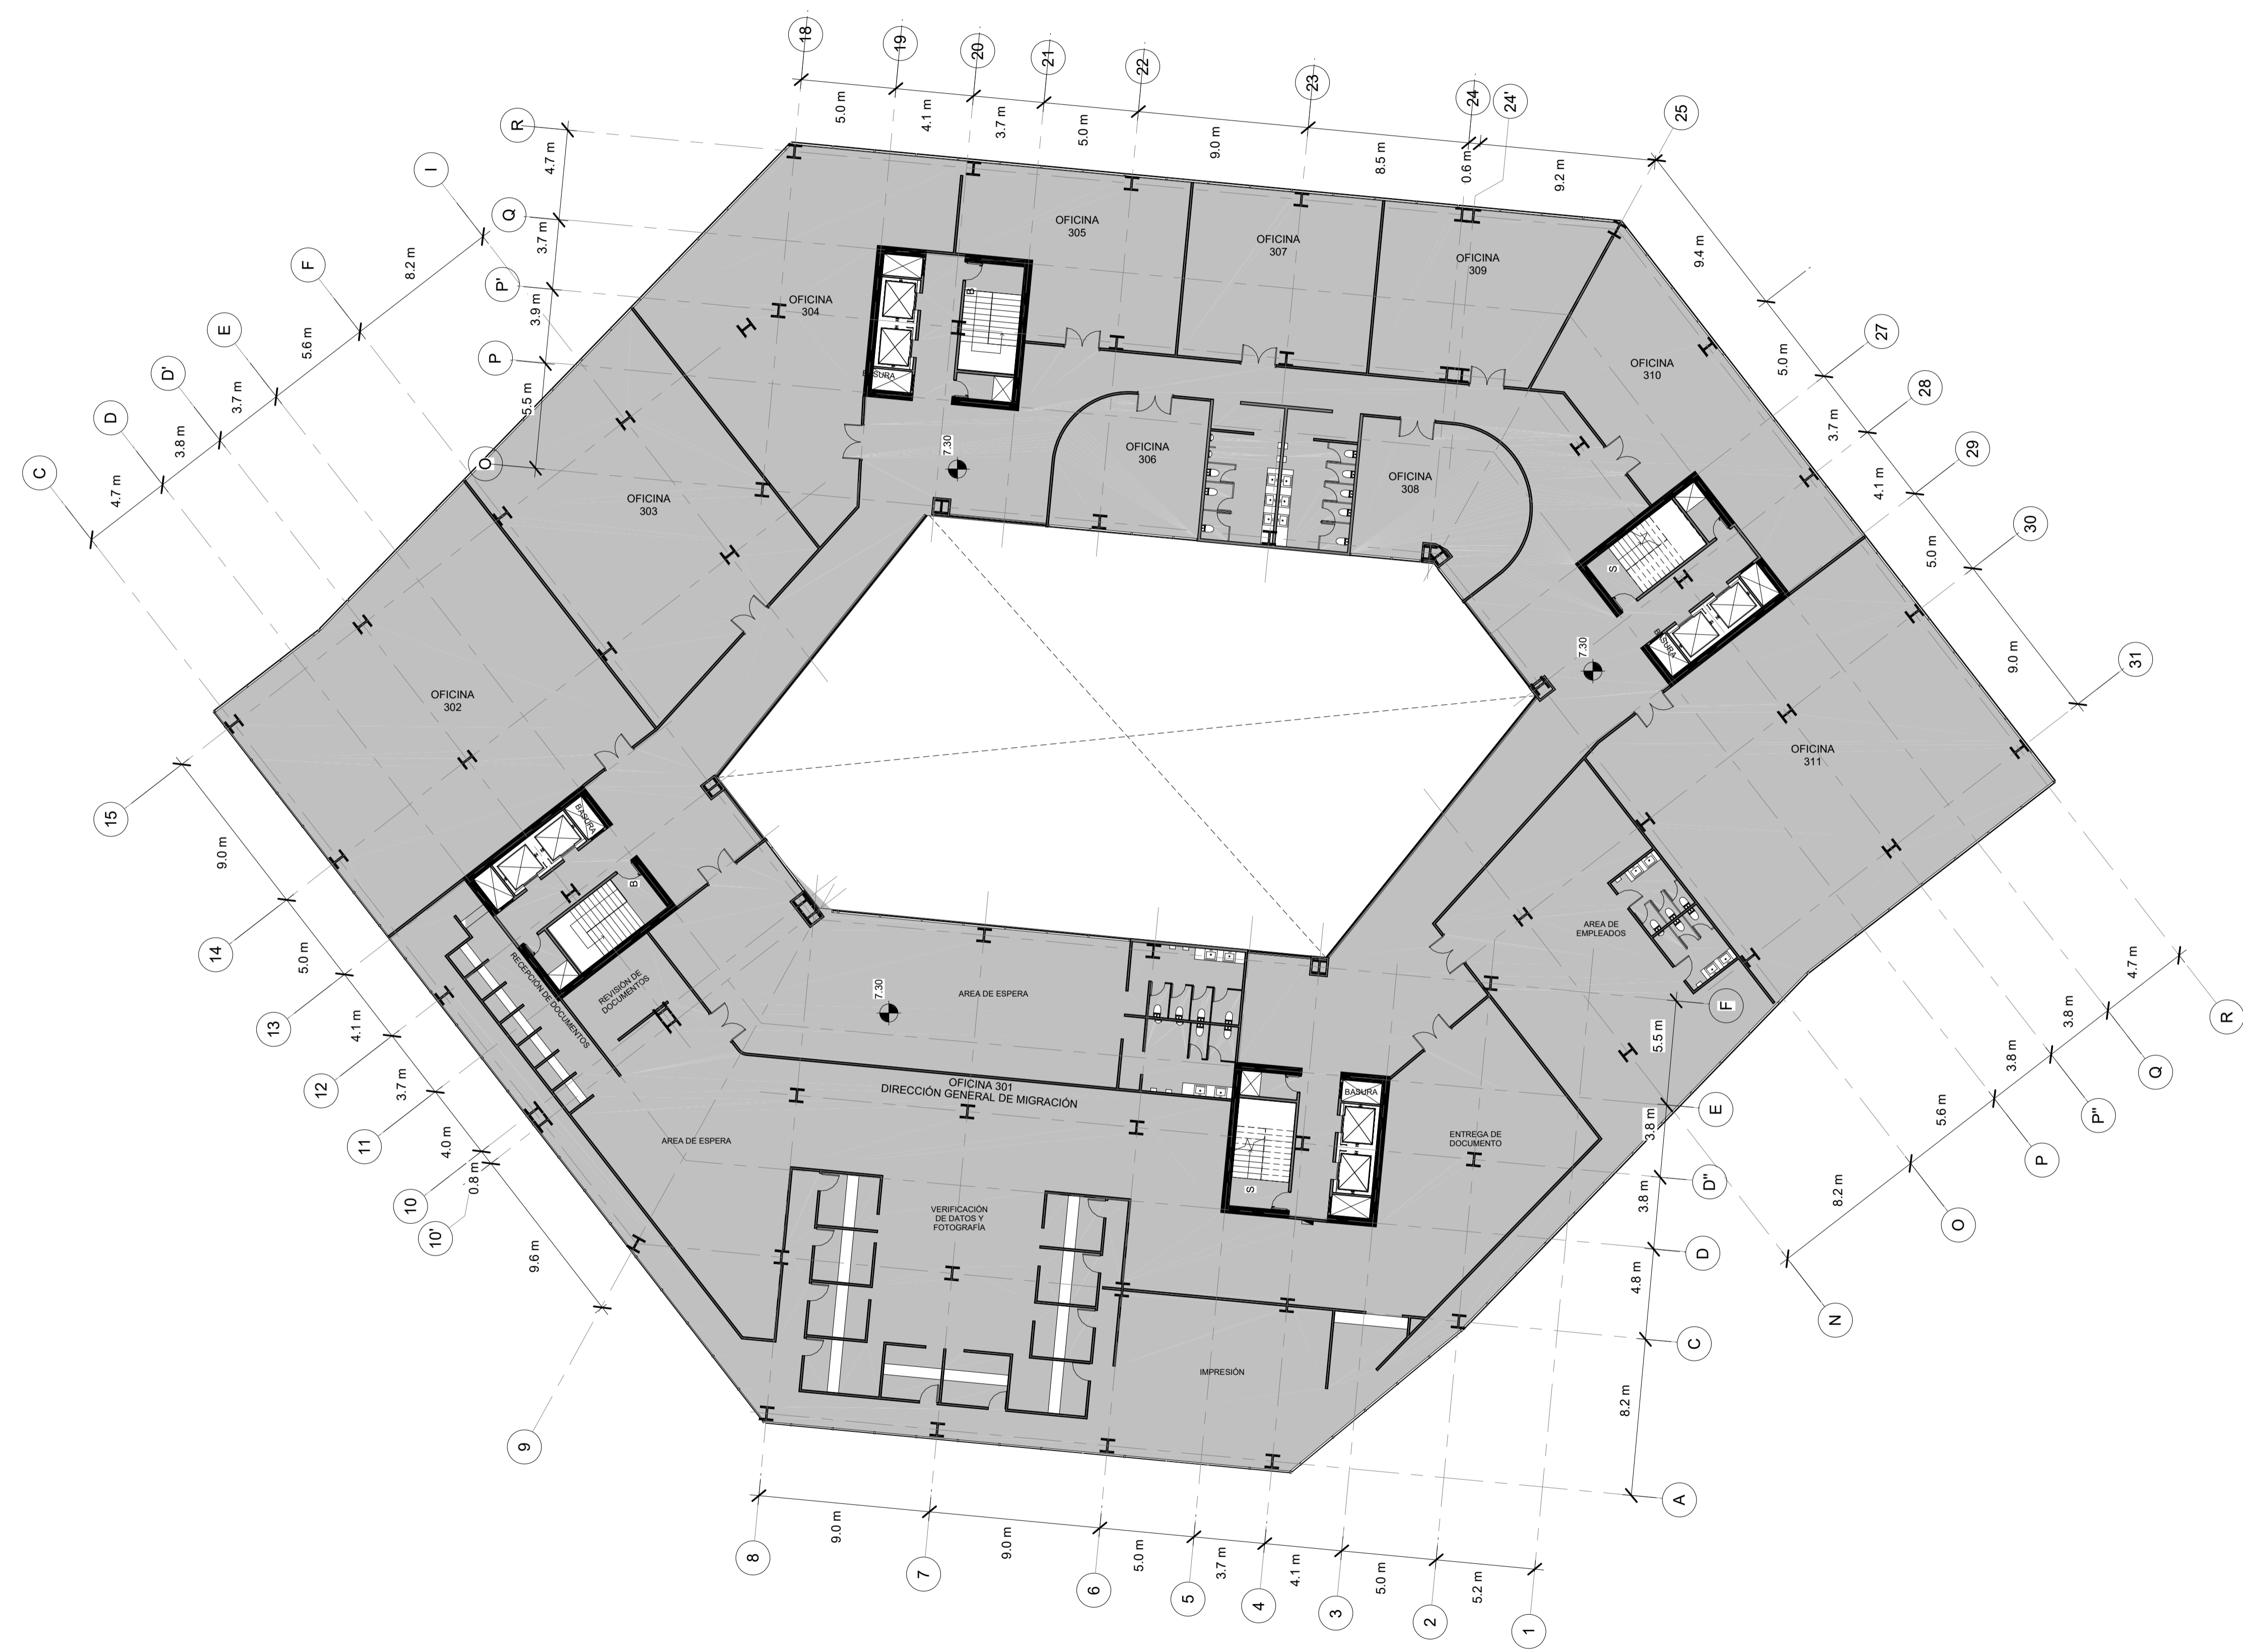 18
19
20
21
22
23
24
24'
25
5.0 m
4.1 m
3.7 m
5.0 m
9.0 m
8.5 m
0.6 m
9.2 m
R
Q
P'
P
O
4.7 m
3.7 m
3.9 m
5.5 m
I
F
E
D'
D
C
8.2 m
5.6 m
3.7 m
3.8 m
4.7 m
27
28
29
30
31
9.4 m
5.0 m
3.7 m
4.1 m
5.0 m
9.0 m
OFICINA
305
OFICINA
307
OFICINA
309
OFICINA
304
OFICINA
310
B
BASURA
7.30
OFICINA
306
OFICINA
308
OFICINA
303
S
BASURA
7.30
OFICINA
302
OFICINA
311
BASURA
B
RECEPCIÓN DE DOCUMENTOS
REVISIÓN DE
DOCUMENTOS
7.30
AREA DE ESPERA
AREA DE
EMPLEADOS
OFICINA 301
DIRECCIÓN GENERAL DE MIGRACIÓN
AREA DE ESPERA
BASURA
S
ENTREGA DE
DOCUMENTO
VERIFICACIÓN
DE DATOS Y
FOTOGRAFÍA
IMPRESIÓN
15
14
13
12
11
10
10'
9
9.0 m
5.0 m
4.1 m
3.7 m
4.0 m
0.8 m
9.6 m
R
Q
P"
P
O
N
4.7 m
3.8 m
3.8 m
5.6 m
8.2 m
F
E
D"
D
C
A
5.5 m
3.8 m
3.8 m
4.8 m
8.2 m
9.0 m
9.0 m
5.0 m
3.7 m
4.1 m
5.0 m
5.2 m
8
7
6
5
4
3
2
1